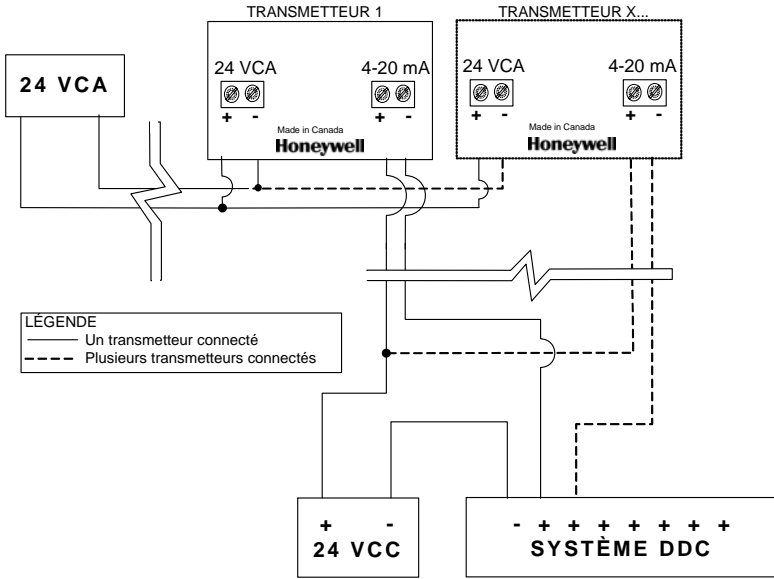 TRANSMETTEUR 1
TRANSMETTEUR X...
24 VCA
24 VCA
4-20 mA
+ -
+ -
Made in Canada
Honeywell
24 VCA
4-20 mA
+ -
+ -
Made in Canada
Honeywell
LÉGENDE
Un transmetteur connecté
Plusieurs transmetteurs connectés
+ -
24 VCC
- + + + + + + +
SYSTÈME DDC